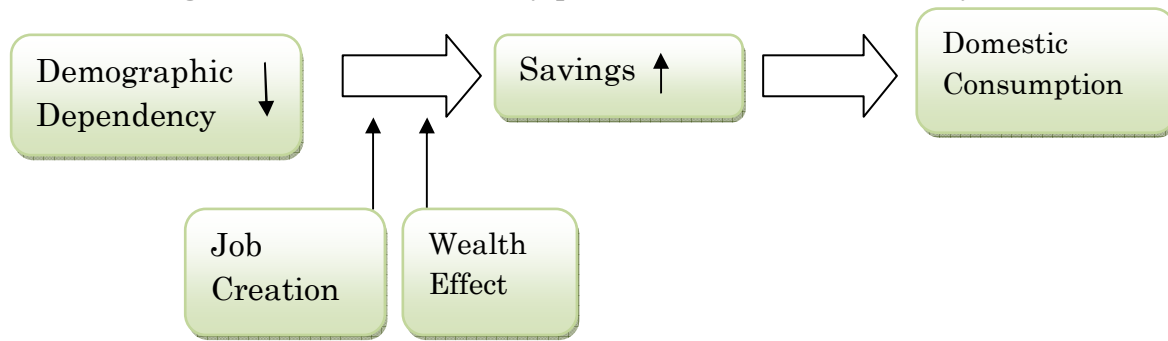 Demographic
Dependency
Savings
Domestic
Consumption
Job
Creation
Wealth
Effect